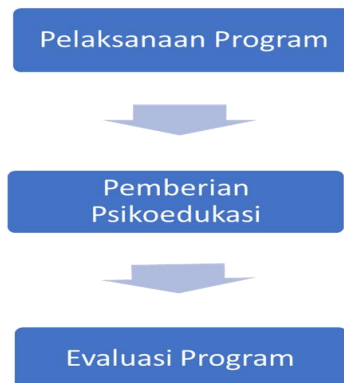 Pelaksanaan Program
Pemberian
Psikoedukasi
Evaluasi Program